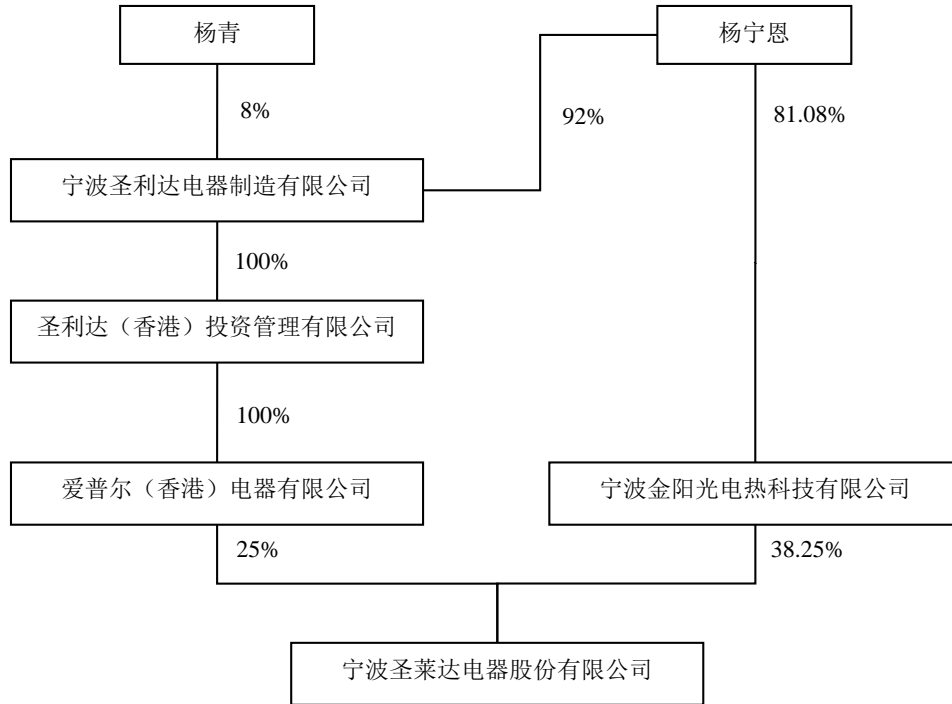 杨青
杨宁恩
8%
92%
81.08%
宁波圣利达电器制造有限公司
100%
圣利达（香港）投资管理有限公司
100%
爱普尔（香港）电器有限公司
宁波金阳光电热科技有限公司
25%
38.25%
宁波圣莱达电器股份有限公司